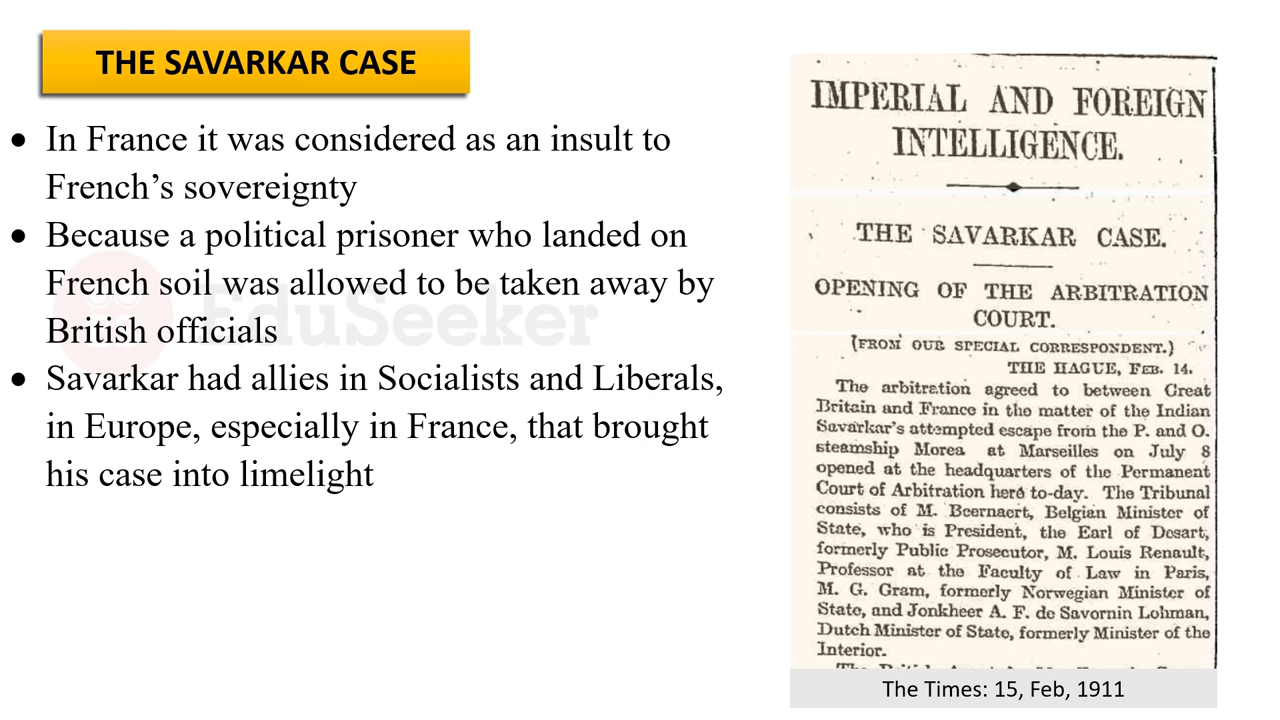 THE SAVARKAR CASE
• In France it was considered as an insult to
French’s sovereignty
• Because a political prisoner who landed on
French soil was allowed to be taken away by
British officials
• Savarkar had allies in Socialists and Liberals,
in Europe, especially in France, that brought
his case into limelight
EduSeeker
IMPERIAL AND FOREIGN
INTELLIGENCE.
THE SAVARKAR CASE.
OPENING OF THE ARBITRATION
COURT.
(FROM OUR SPECIAL CORRESPONDENT.)
THE HAGUE, FEB. 14.
The arbitration agreed to between Great
Britain and France in the matter of the Indian
Savarkar's attempted escape from the P. and O.
steamship Morea at Marseilles on July 8
opened at the headquarters of the Permanent
Court of Arbitration here to-day. The Tribunal
consists of M. Beernaert, Belgian Minister of
State, who is President, the Earl of Desart,
formerly Public Prosecutor, M. Louis Renault,
Professor at the Faculty of Law in Paris,
M. G. Gram, formerly Norwegian Minister of
State, and Jonkheer A. F. de Savornin Lohman,
Dutch Minister of State, formerly Minister of the
Interior.
The Times: 15, Feb, 1911